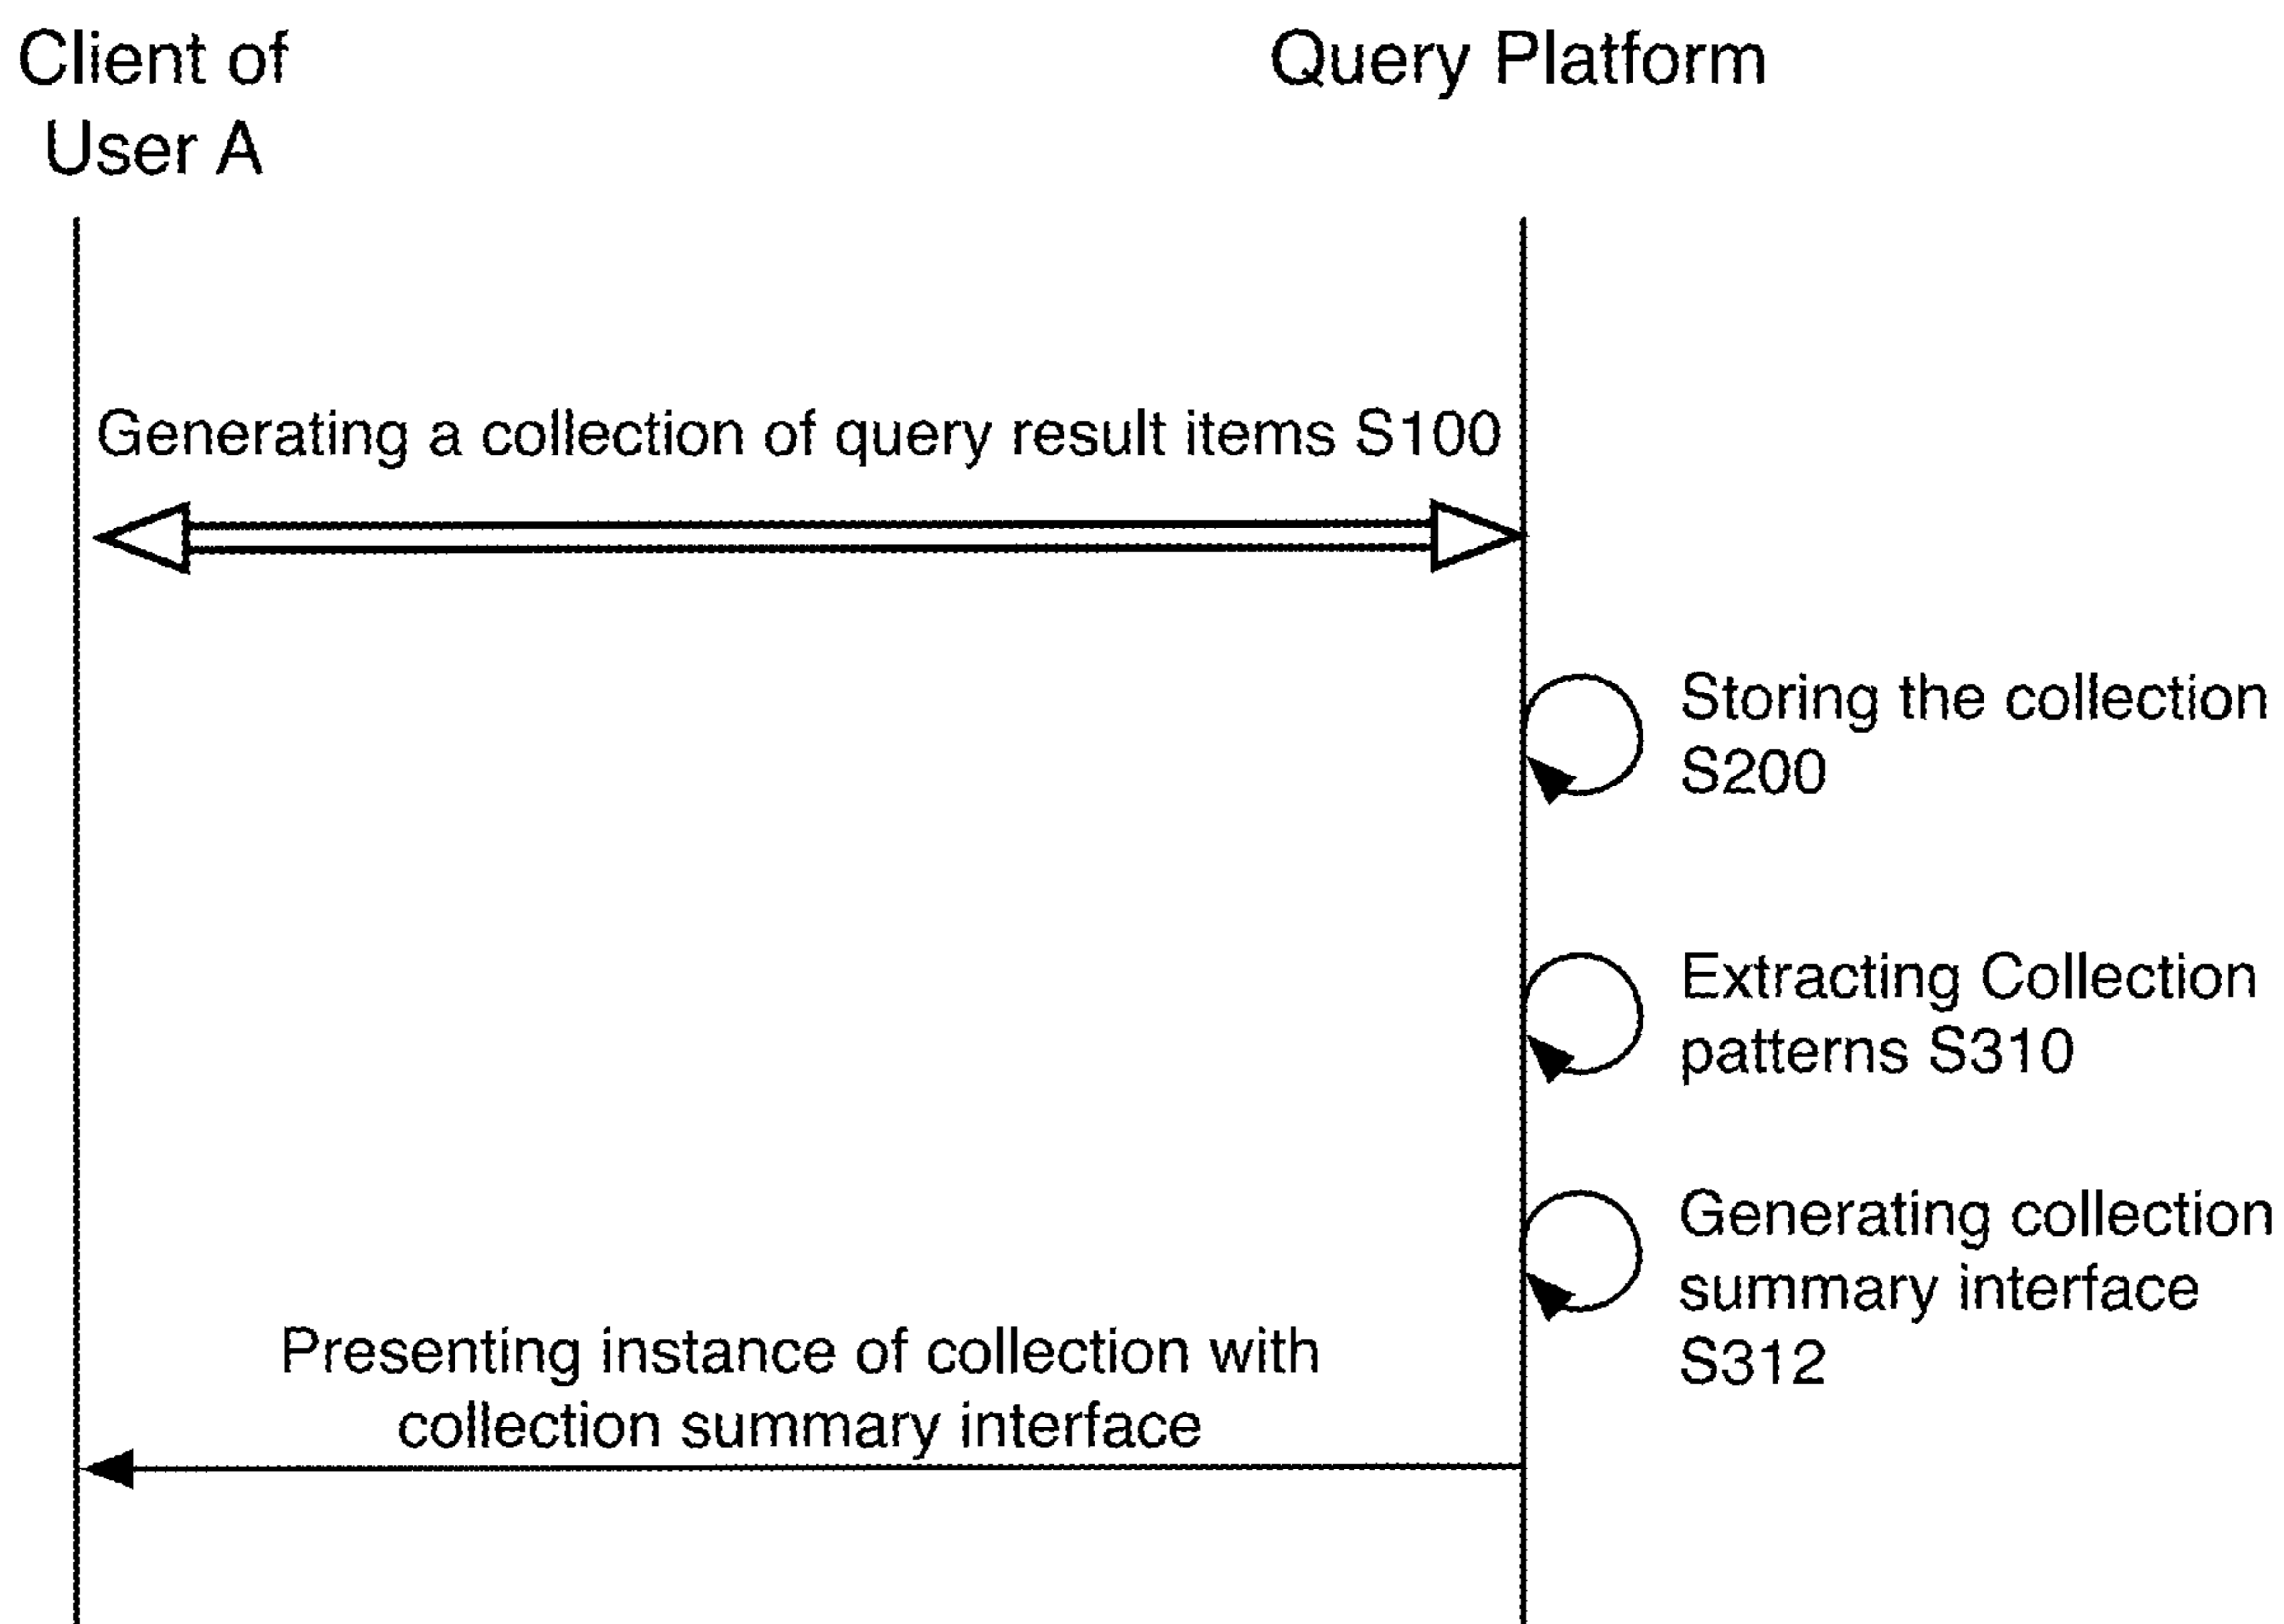 Client of
User A
Query Platform
Generating a collection of query result items S100
Storing the collection
S200
Extracting Collection
patterns S310
Generating collection
summary interface
S312
Presenting instance of collection with
collection summary interface